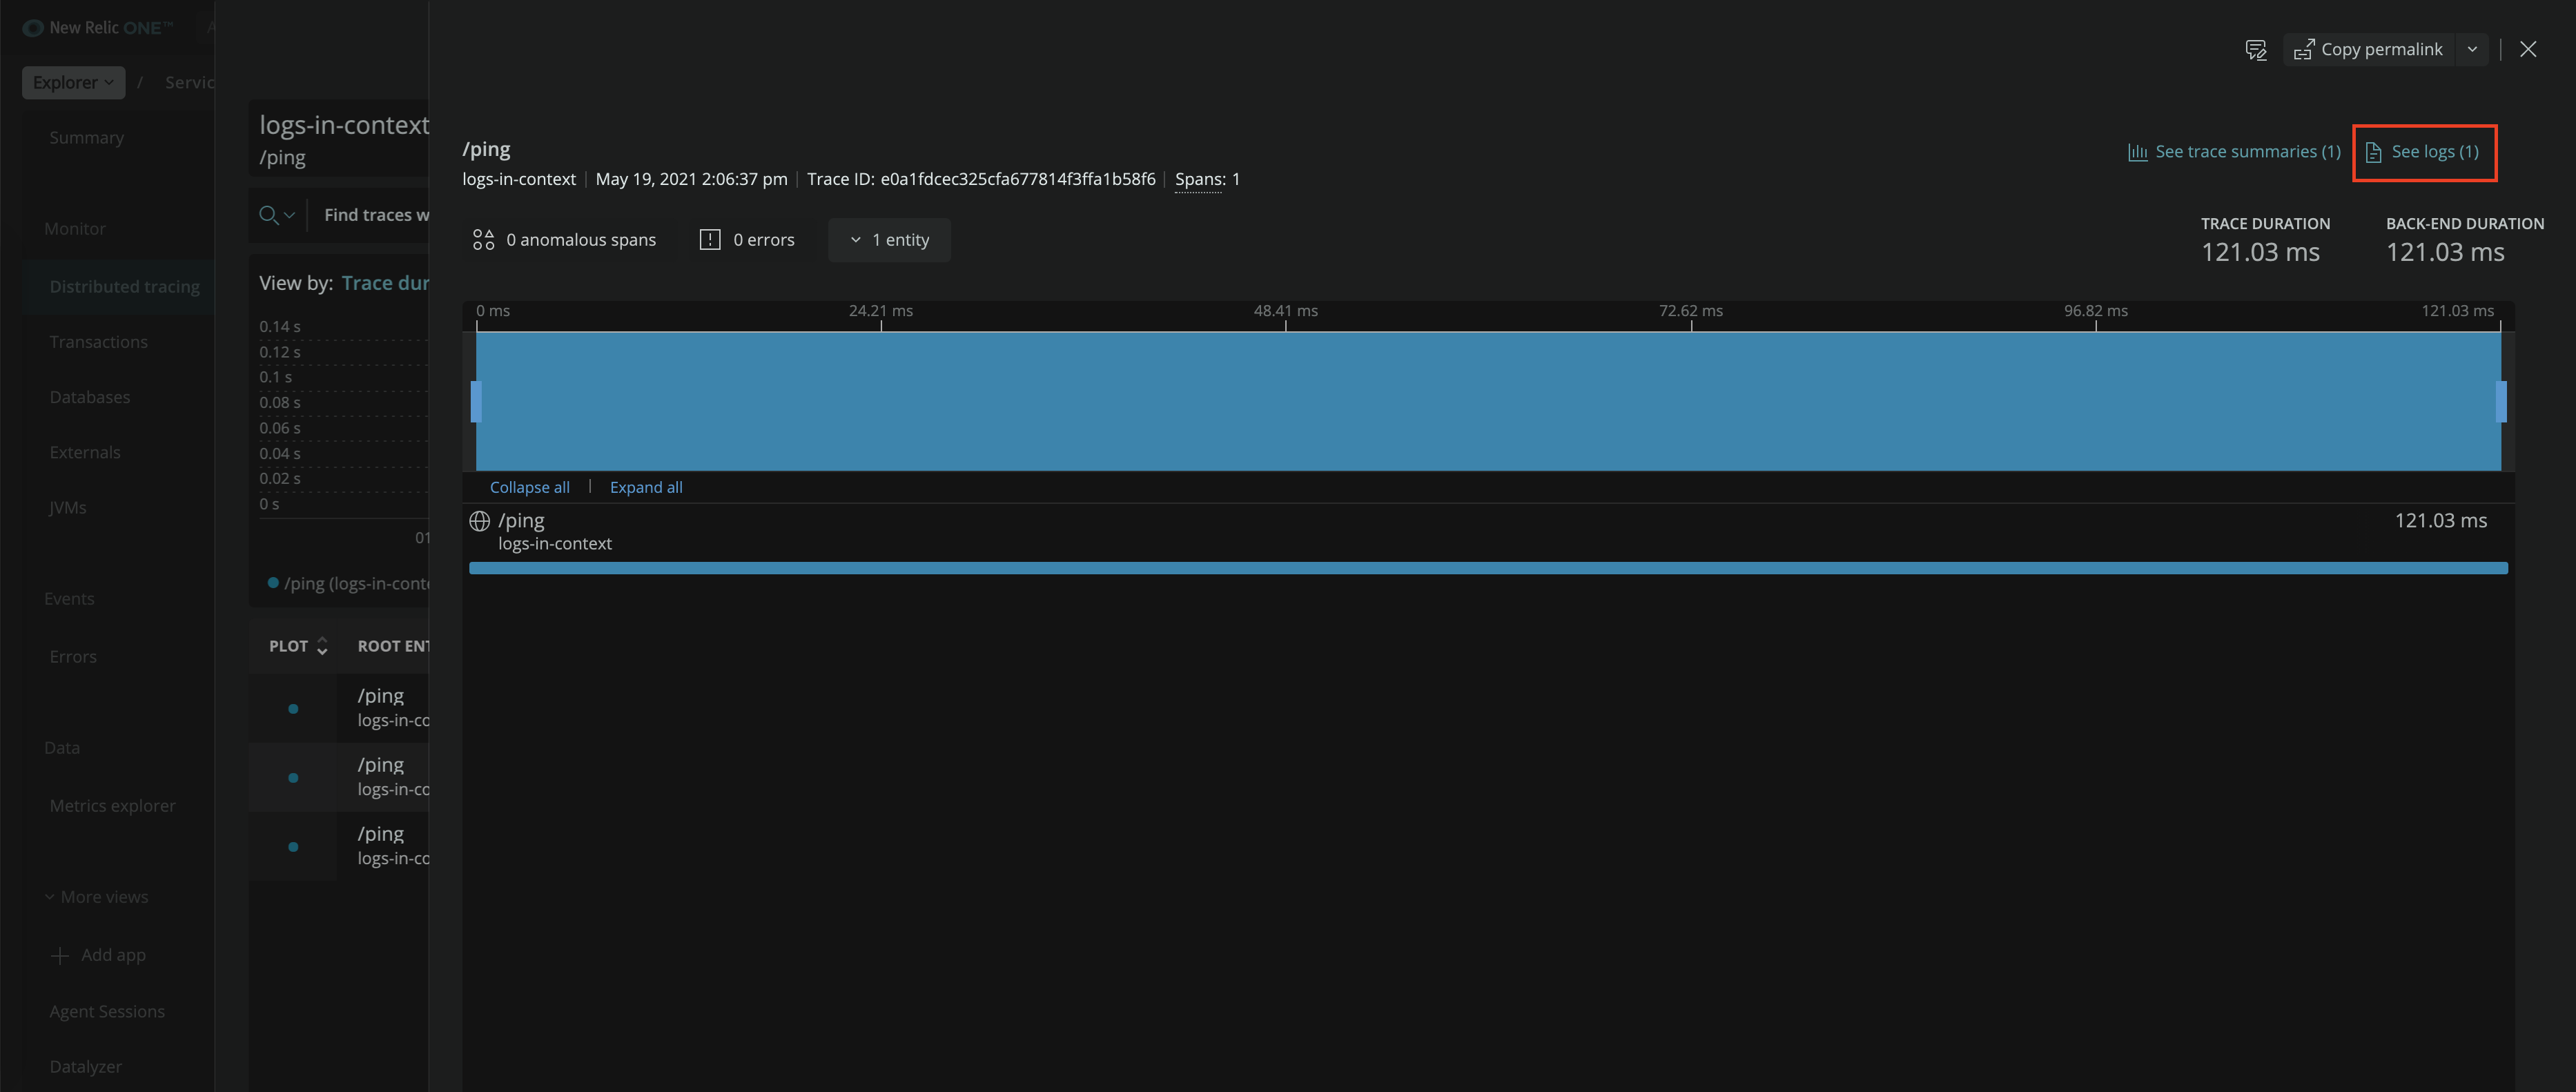 New Relic ONE™
Explorer / Servic
Summary
Monitor
Distributed tracing
Transactions
Databases
Externals
JVMs
Events
Errors
Data
Metrics explorer
More views
Add app
Agent Sessions
Datalyzer
logs-in-context
/ping
Find traces w
View by: Trace dur
0.14 s
0.12 s
0.1 s
0.08 s
0.06 s
0.04 s
0.02 s
0 s
01
/ping (logs-in-conte
PLOT ROOT ENT
/ping
logs-in-co
/ping
logs-in-co
/ping
logs-in-co
Copy permalink
/ping
logs-in-context | May 19, 2021 2:06:37 pm | Trace ID: e0a1fdcec325cfa677814f3ffa1b58f6 | Spans: 1
See trace summaries (1) See logs (1)
0 anomalous spans 0 errors 1 entity
TRACE DURATION BACK-END DURATION
121.03 ms 121.03 ms
0 ms 24.21 ms 48.41 ms 72.62 ms 96.82 ms 121.03 ms
Collapse all | Expand all
/ping 121.03 ms
logs-in-context